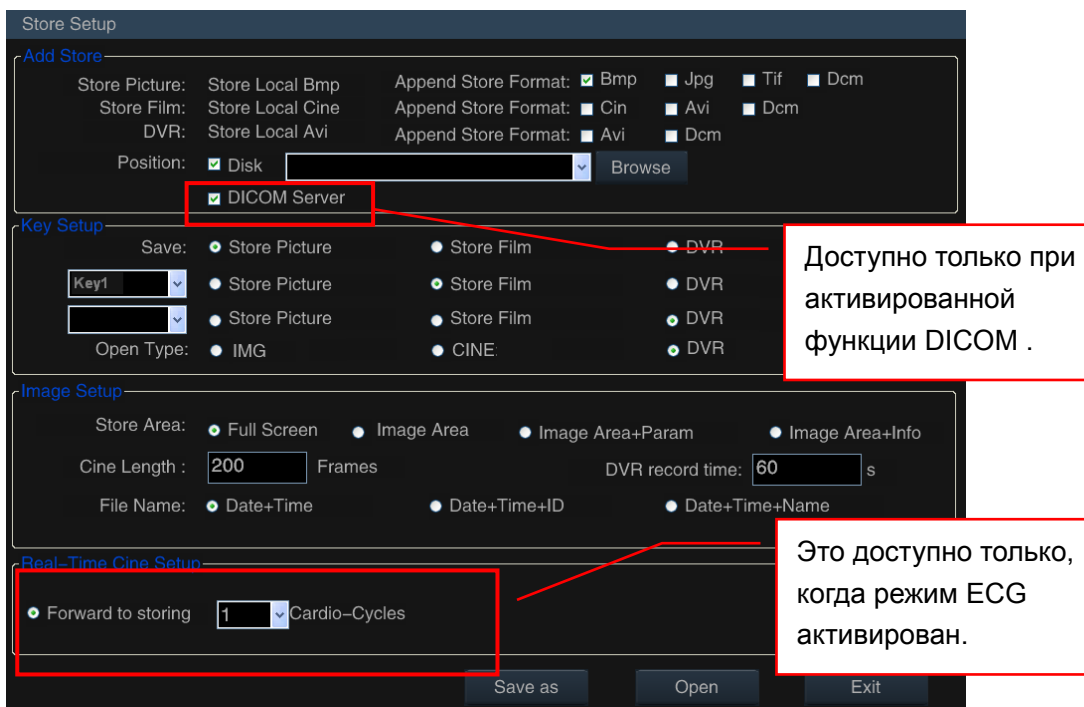 Store Setup
Add Store
Store Picture: Store Local Bmp Append Store Format: Bmp Jpg Tif Dcm
Store Film: Store Local Cine Append Store Format: Cin Avi Dcm
DVR: Store Local Avi Append Store Format: Avi Dcm
Position: Disk Browse
DICOM Server
Key Setup
Save: Store Picture Store Film DVR
Key1 Store Picture Store Film DVR
Store Picture Store Film DVR
Open Type: IMG CINE: DVR
Доступно только при
активированной
функции DICOM .
Image Setup
Store Area: Full Screen Image Area Image Area+Param Image Area+Info
Cine Length : 200 Frames DVR record time: 60 s
File Name: Date+Time Date+Time+ID Date+Time+Name
Real-Time Cine Setup
Forward to storing 1 Cardio-Cycles
Это доступно только,
когда режим ECG
активирован.
Save as Open Exit